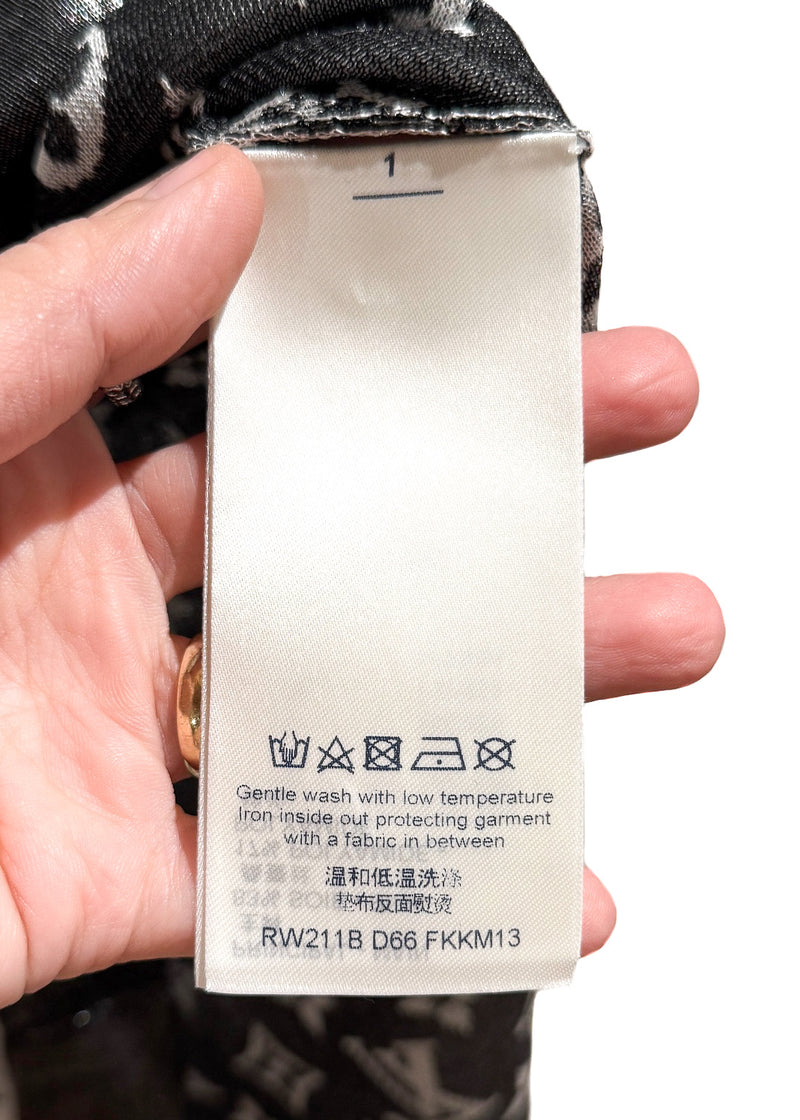 1
Gentle wash with low temperature
Iron inside out protecting garment
with a fabric in between
温和低温洗涤
垫布反面熨烫
RW211B D66 FKKM13